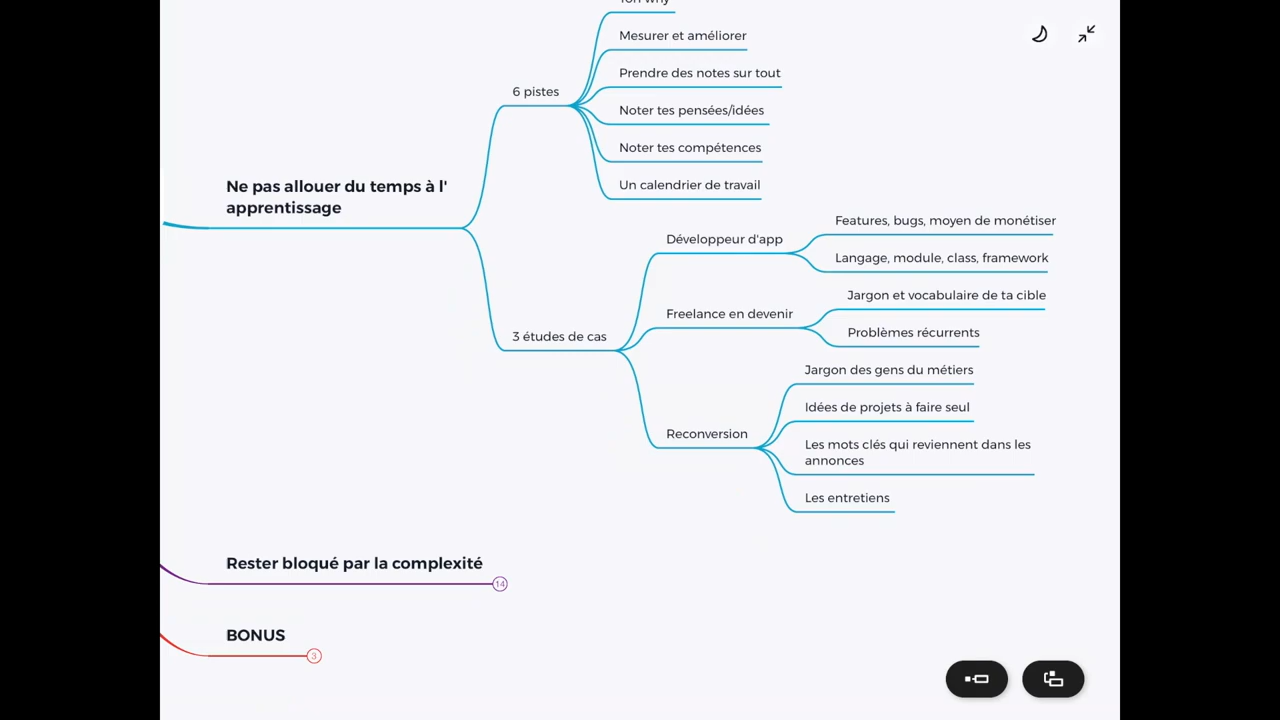 Ton why
Mesurer et améliorer
Prendre des notes sur tout
6 pistes
Noter tes pensées/idées
Noter tes compétences
Un calendrier de travail
Ne pas allouer du temps à l'
apprentissage
Features, bugs, moyen de monétiser
Développeur d'app
Langage, module, class, framework
Jargon et vocabulaire de ta cible
Freelance en devenir
Problèmes récurrents
3 études de cas
Jargon des gens du métiers
Idées de projets à faire seul
Reconversion
Les mots clés qui reviennent dans les
annonces
Les entretiens
Rester bloqué par la complexité
14
BONUS
3